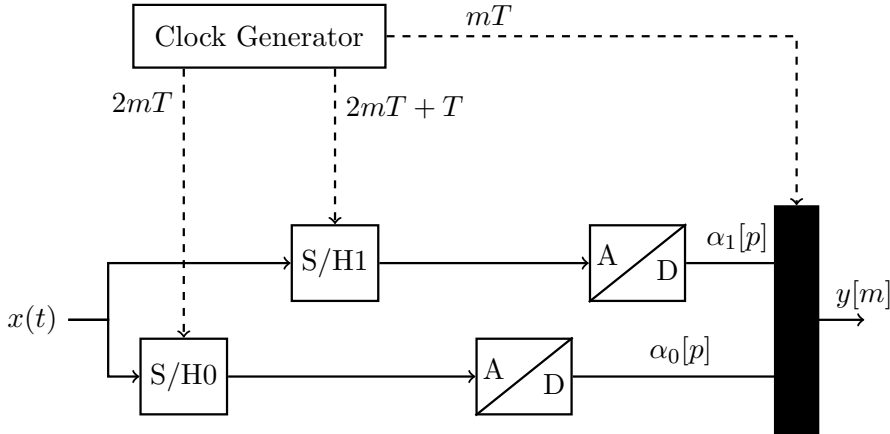 mT
Clock Generator
2mT
2mT + T
α₁[p]
S/H1
A
D
y[m]
x(t)
α₀[p]
S/H0
A
D